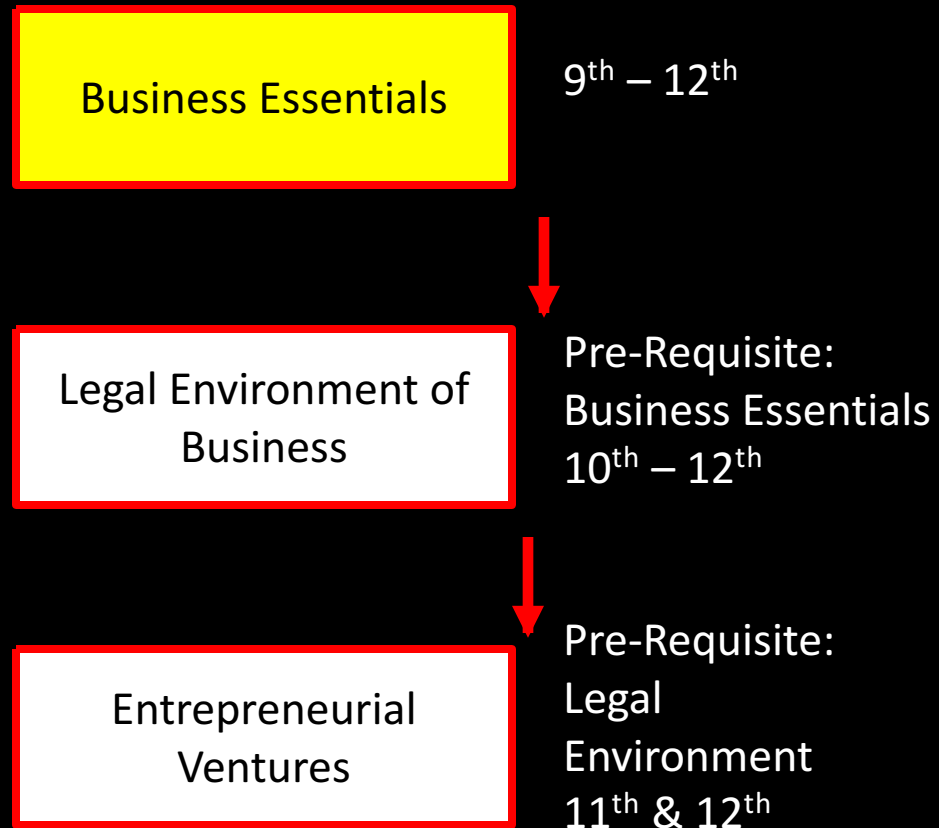 Business Essentials
9th – 12th
Legal Environment of
Business
Pre-Requisite:
Business Essentials
10th – 12th
Entrepreneurial
Ventures
Pre-Requisite:
Legal
Environment
11th & 12th